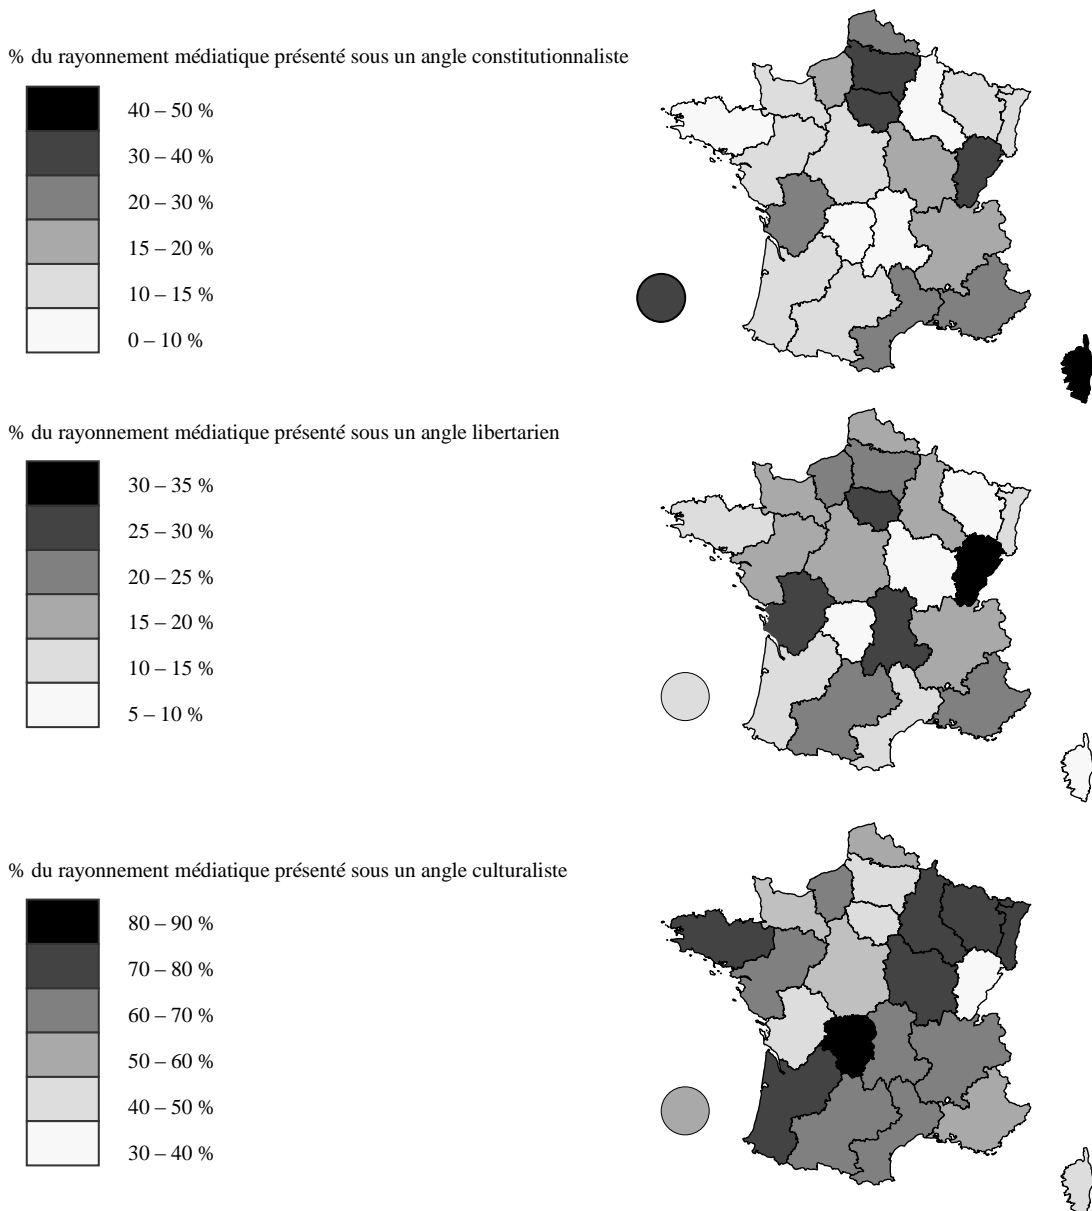 % du rayonnement médiatique présenté sous un angle constitutionnaliste
40 – 50 %
30 – 40 %
20 – 30 %
15 – 20 %
10 – 15 %
0 – 10 %
% du rayonnement médiatique présenté sous un angle libertarien
30 – 35 %
25 – 30 %
20 – 25 %
15 – 20 %
10 – 15 %
5 – 10 %
% du rayonnement médiatique présenté sous un angle culturaliste
80 – 90 %
70 – 80 %
60 – 70 %
50 – 60 %
40 – 50 %
30 – 40 %